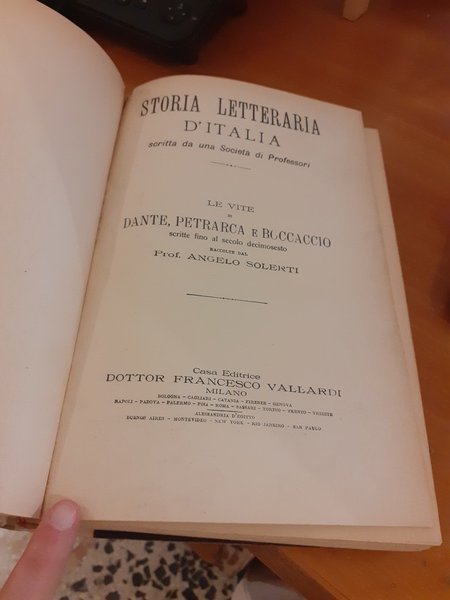 STORIA LETTERARIA
D'ITALIA
scritta da una Società di Professori
LE VITE
DI
DANTE, PETRARCA E BOCCACCIO
scritte fino al secolo decimosesto
RACCOLTE DAL
Prof. ANGELO SOLERTI
Casa Editrice
DOTTOR FRANCESCO VALLARDI
MILANO
BOLOGNA - CAGLIARI - CATANIA - FIRENZE - GENOVA
NAPOLI - PADOVA - PALERMO - PISA - ROMA - SASSARI - TORINO - TRENTO - TRIESTE
ALESSANDRIA D'EGITTO
BUENOS AIRES - MONTEVIDEO - NEW YORK - RIO JANEIRO - SAN PAULO